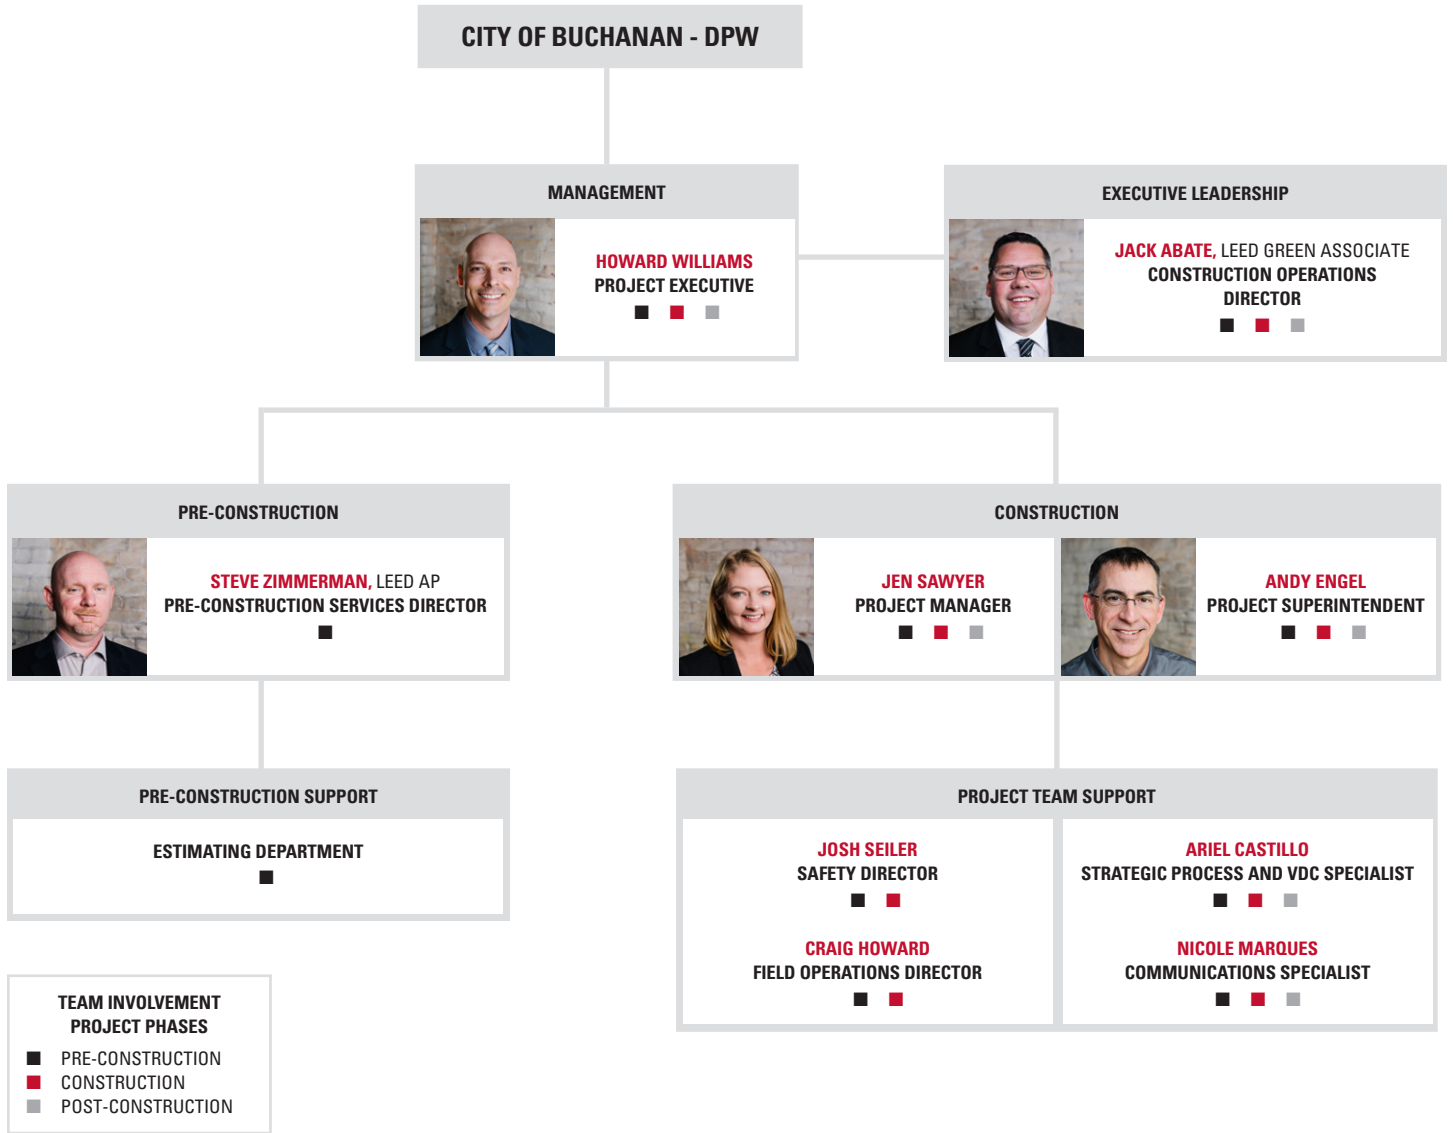 CITY OF BUCHANAN - DPW
MANAGEMENT
HOWARD WILLIAMS
PROJECT EXECUTIVE
EXECUTIVE LEADERSHIP
JACK ABATE, LEED GREEN ASSOCIATE
CONSTRUCTION OPERATIONS
DIRECTOR
PRE-CONSTRUCTION
STEVE ZIMMERMAN, LEED AP
PRE-CONSTRUCTION SERVICES DIRECTOR
CONSTRUCTION
JEN SAWYER
PROJECT MANAGER
ANDY ENGEL
PROJECT SUPERINTENDENT
PRE-CONSTRUCTION SUPPORT
ESTIMATING DEPARTMENT
PROJECT TEAM SUPPORT
JOSH SEILER
SAFETY DIRECTOR
ARIEL CASTILLO
STRATEGIC PROCESS AND VDC SPECIALIST
CRAIG HOWARD
FIELD OPERATIONS DIRECTOR
NICOLE MARQUES
COMMUNICATIONS SPECIALIST
TEAM INVOLVEMENT
PROJECT PHASES
PRE-CONSTRUCTION
CONSTRUCTION
POST-CONSTRUCTION